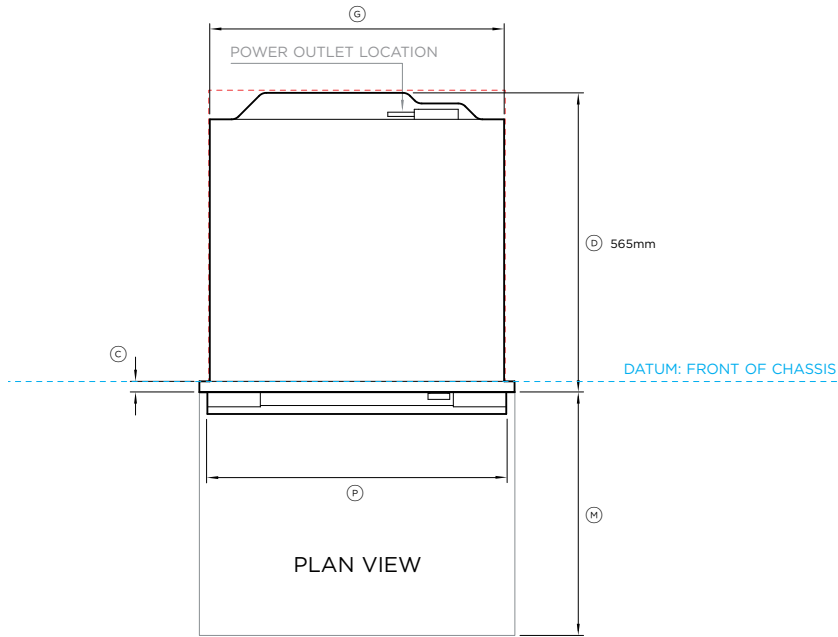 G
POWER OUTLET LOCATION
D 565mm
C
DATUM: FRONT OF CHASSIS
P
M
PLAN VIEW